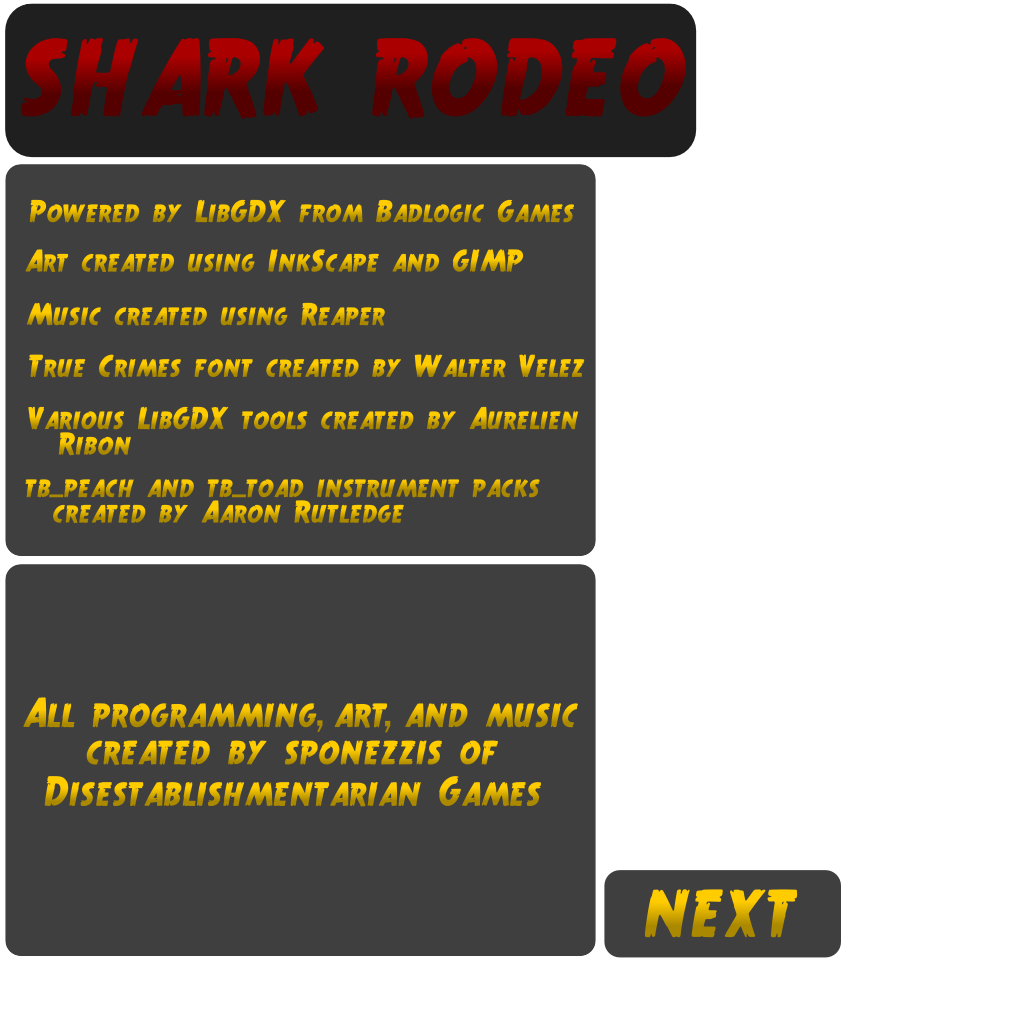 SHARK RODEO
Powered by LibGDX from Badlogic Games
Art created using InkScape and GIMP
Music created using Reaper
True Crimes font created by Walter Velez
Various LibGDX tools created by Aurelien
Ribon
tb_peach and tb_toad instrument packs
created by Aaron Rutledge
All programming, art, and music
created by sponezzis of
Disestablishmentarian Games
NEXT